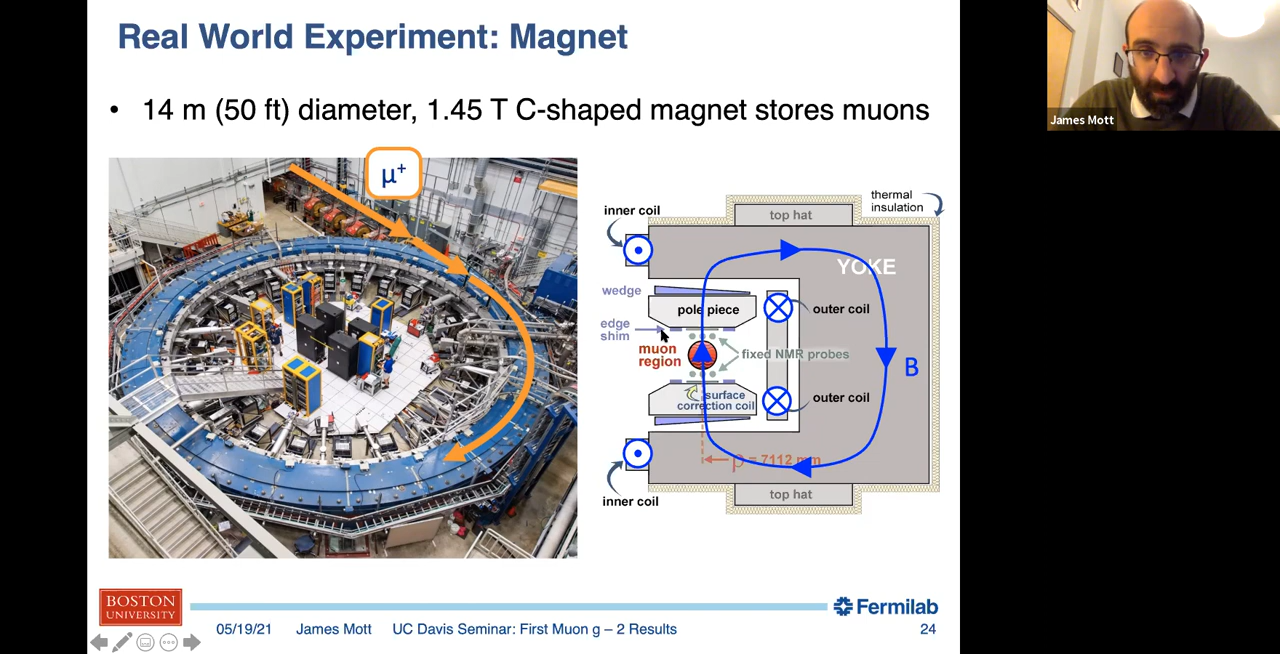 Real World Experiment: Magnet
• 14 m (50 ft) diameter, 1.45 T C-shaped magnet stores muons
μ⁺
thermal
insulation
inner coil
top hat
YOKE
wedge
pole piece
outer coil
edge
shim
muon
region
fixed NMR probes
B
surface
correction coil
outer coil
ρ = 7112 mm
inner coil
top hat
BOSTON
UNIVERSITY
Fermilab
05/19/21 James Mott UC Davis Seminar: First Muon g – 2 Results 24
James Mott